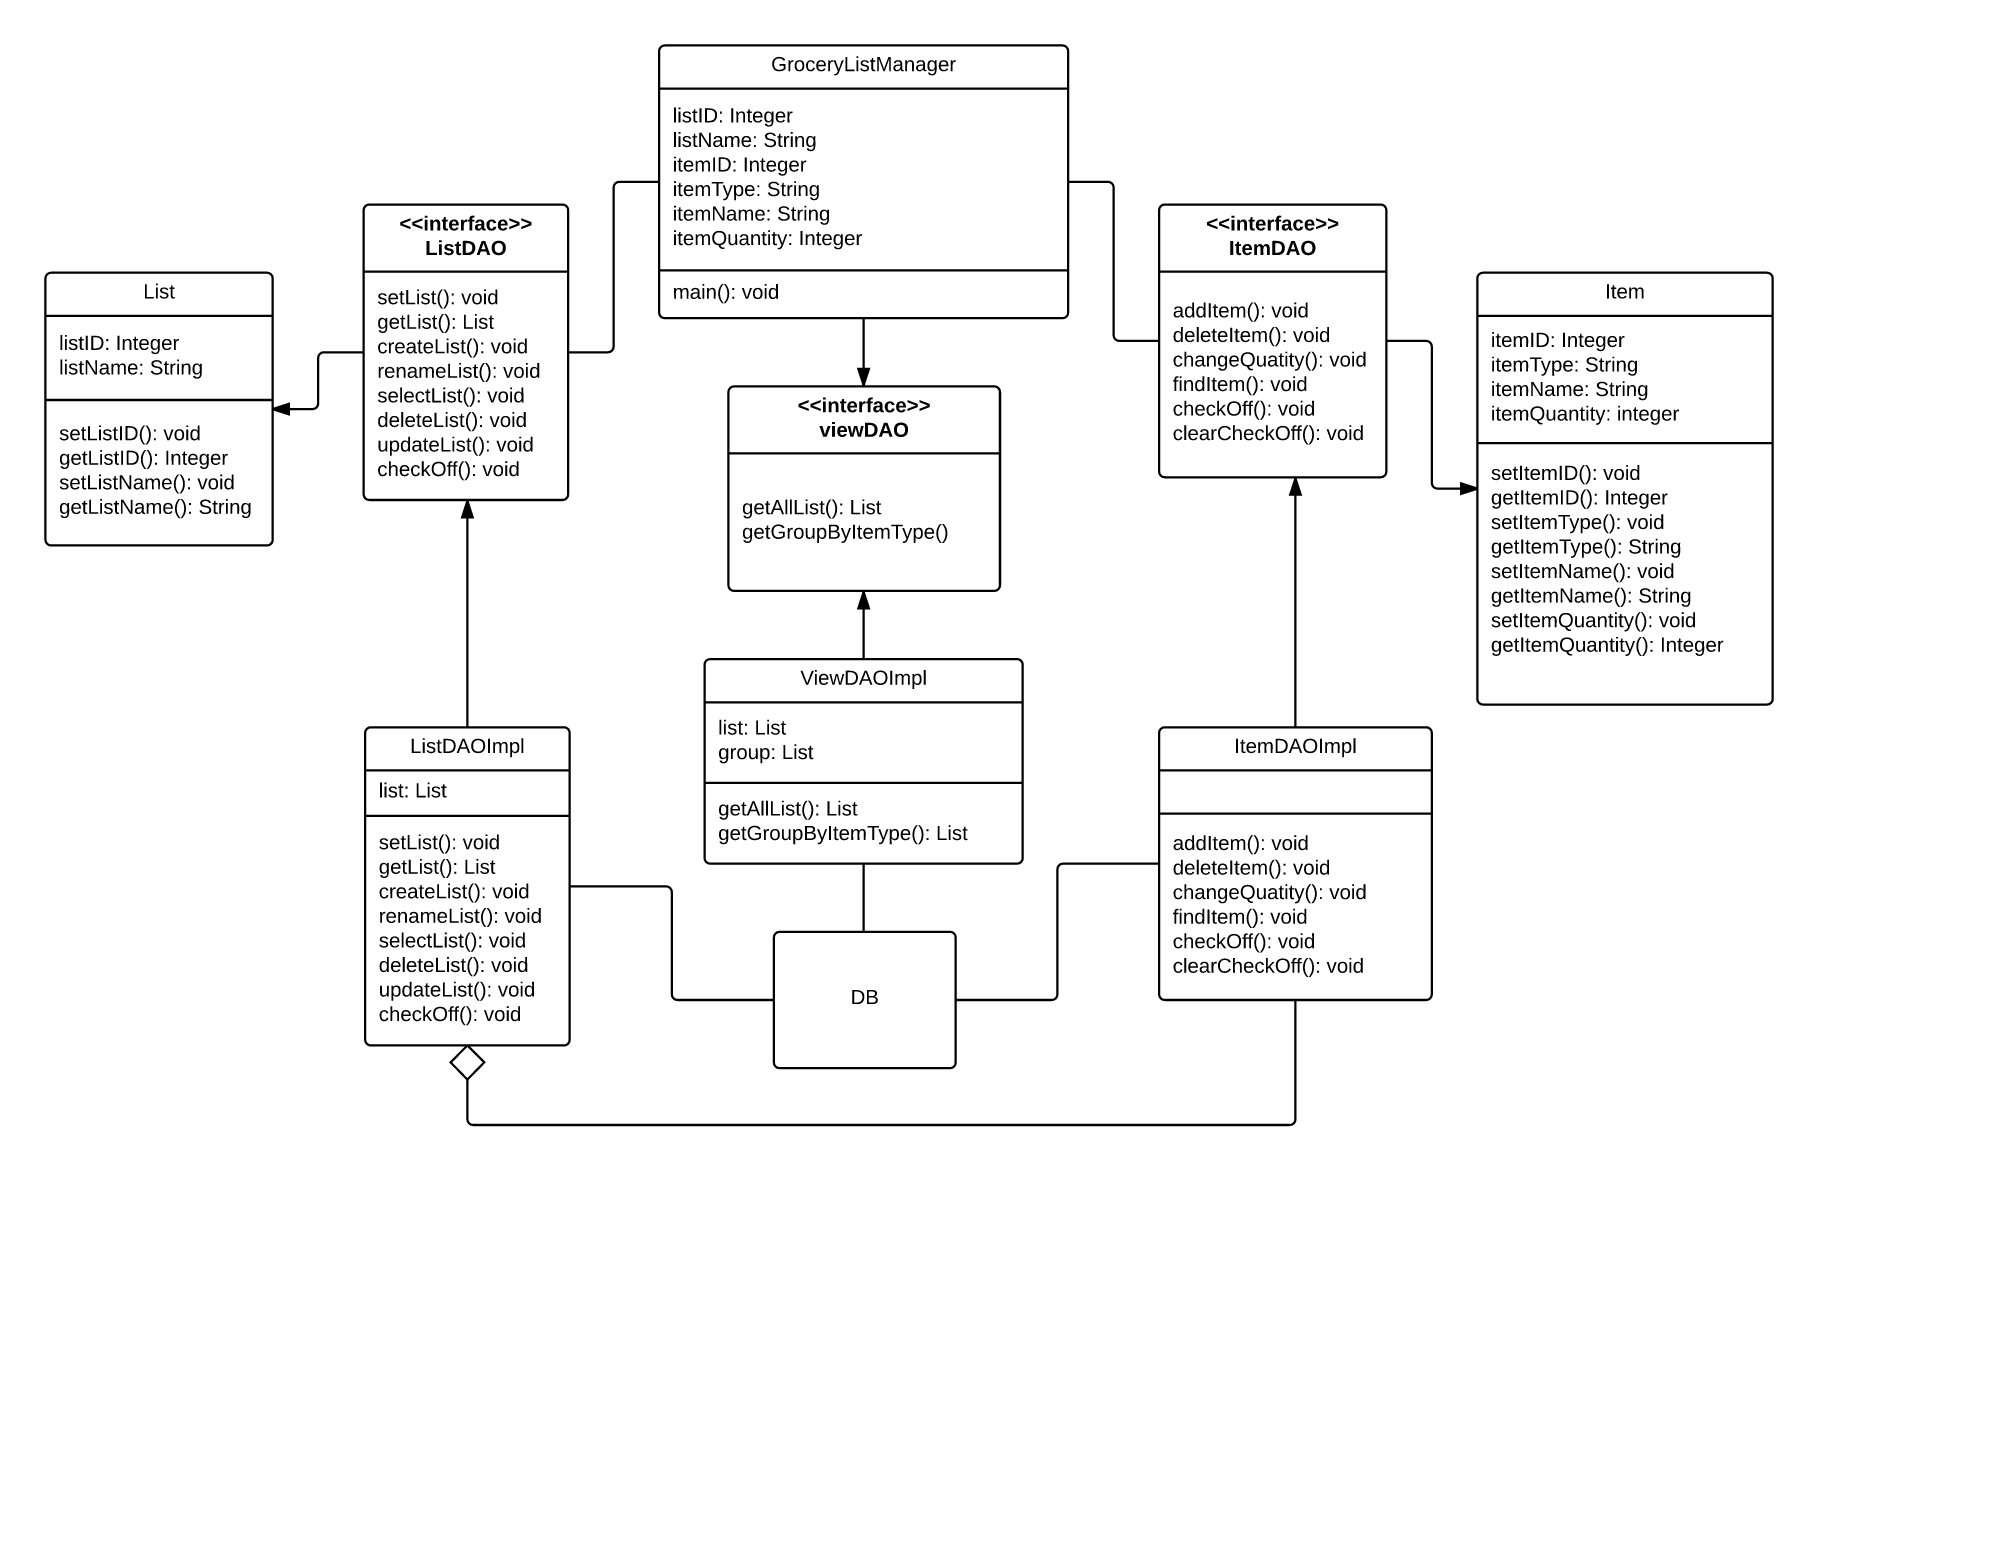 GroceryListManager
listID: Integer
listName: String
itemID: Integer
itemType: String
itemName: String
itemQuantity: Integer
main(): void
<<interface>>
ListDAO
setList(): void
getList(): List
createList(): void
renameList(): void
selectList(): void
deleteList(): void
updateList(): void
checkOff(): void
<<interface>>
ItemDAO
addItem(): void
deleteItem(): void
changeQuatity(): void
findItem(): void
checkOff(): void
clearCheckOff(): void
List
listID: Integer
listName: String
setListID(): void
getListID(): Integer
setListName(): void
getListName(): String
Item
itemID: Integer
itemType: String
itemName: String
itemQuantity: integer
setItemID(): void
getItemID(): Integer
setItemType(): void
getItemType(): String
setItemName(): void
getItemName(): String
setItemQuantity(): void
getItemQuantity(): Integer
<<interface>>
viewDAO
getAllList(): List
getGroupByItemType()
ViewDAOImpl
list: List
group: List
getAllList(): List
getGroupByItemType(): List
ListDAOImpl
list: List
setList(): void
getList(): List
createList(): void
renameList(): void
selectList(): void
deleteList(): void
updateList(): void
checkOff(): void
ItemDAOImpl
addItem(): void
deleteItem(): void
changeQuatity(): void
findItem(): void
checkOff(): void
clearCheckOff(): void
DB